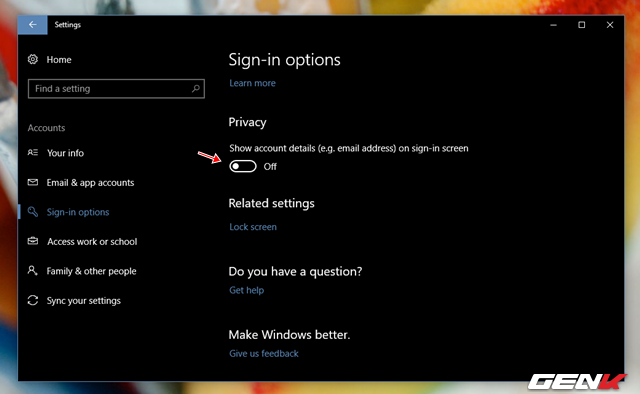 Settings
Home
Find a setting
Accounts
Your info
Email & app accounts
Sign-in options
Access work or school
Family & other people
Sync your settings
Sign-in options
Learn more
Privacy
Show account details (e.g. email address) on sign-in screen
Off
Related settings
Lock screen
Do you have a question?
Get help
Make Windows better.
Give us feedback
GENK